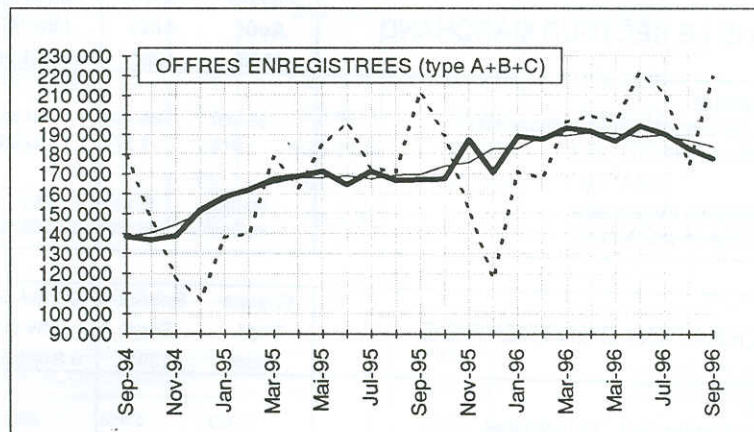 OFFRES ENREGISTREES (type A+B+C)
230 000
220 000
210 000
200 000
190 000
180 000
170 000
160 000
150 000
140 000
130 000
120 000
110 000
100 000
90 000
Sep-94
Nov-94
Jan-95
Mar-95
Mai-95
Jul-95
Sep-95
Nov-95
Jan-96
Mar-96
Mai-96
Jul-96
Sep-96